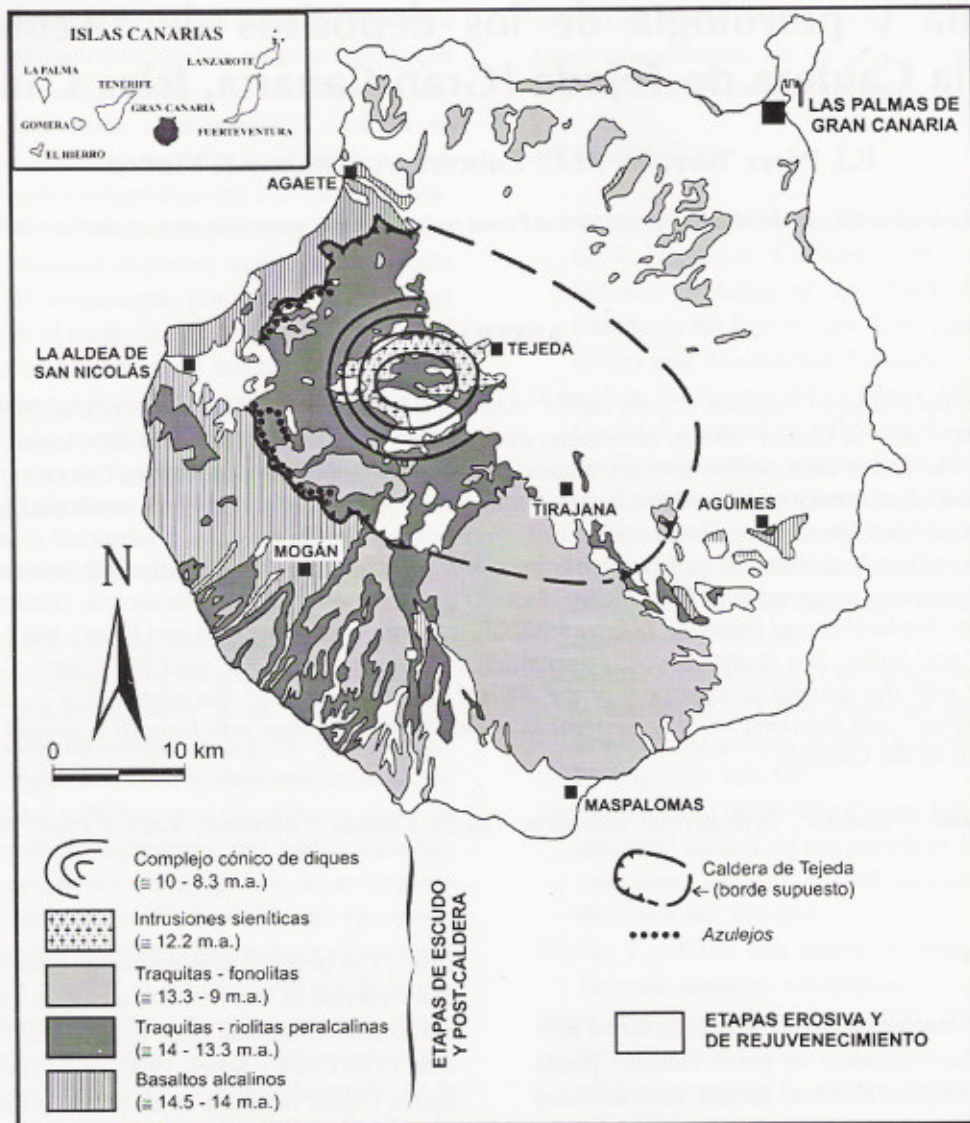 ISLAS CANARIAS
LANZAROTE
LA PALMA
TENERIFE
GRAN CANARIA
GOMERA
FUERTEVENTURA
EL HIERRO
LAS PALMAS DE
GRAN CANARIA
AGAETE
TEJEDA
LA ALDEA DE
SAN NICOLÁS
TIRAJANA
AGÜIMES
MOGÁN
N
0 10 km
MASPALOMAS
Complejo cónico de diques
(≅ 10 - 8.3 m.a.)
Intrusiones sieníticas
(≅ 12.2 m.a.)
Traquitas - fonolitas
(≅ 13.3 - 9 m.a.)
Traquitas - riolitas peralcalinas
(≅ 14 - 13.3 m.a.)
Basaltos alcalinos
(≅ 14.5 - 14 m.a.)
ETAPAS DE ESCUDO
Y POST-CALDERA
Caldera de Tejeda
(borde supuesto)
Azulejos
ETAPAS EROSIVA Y
DE REJUVENECIMIENTO